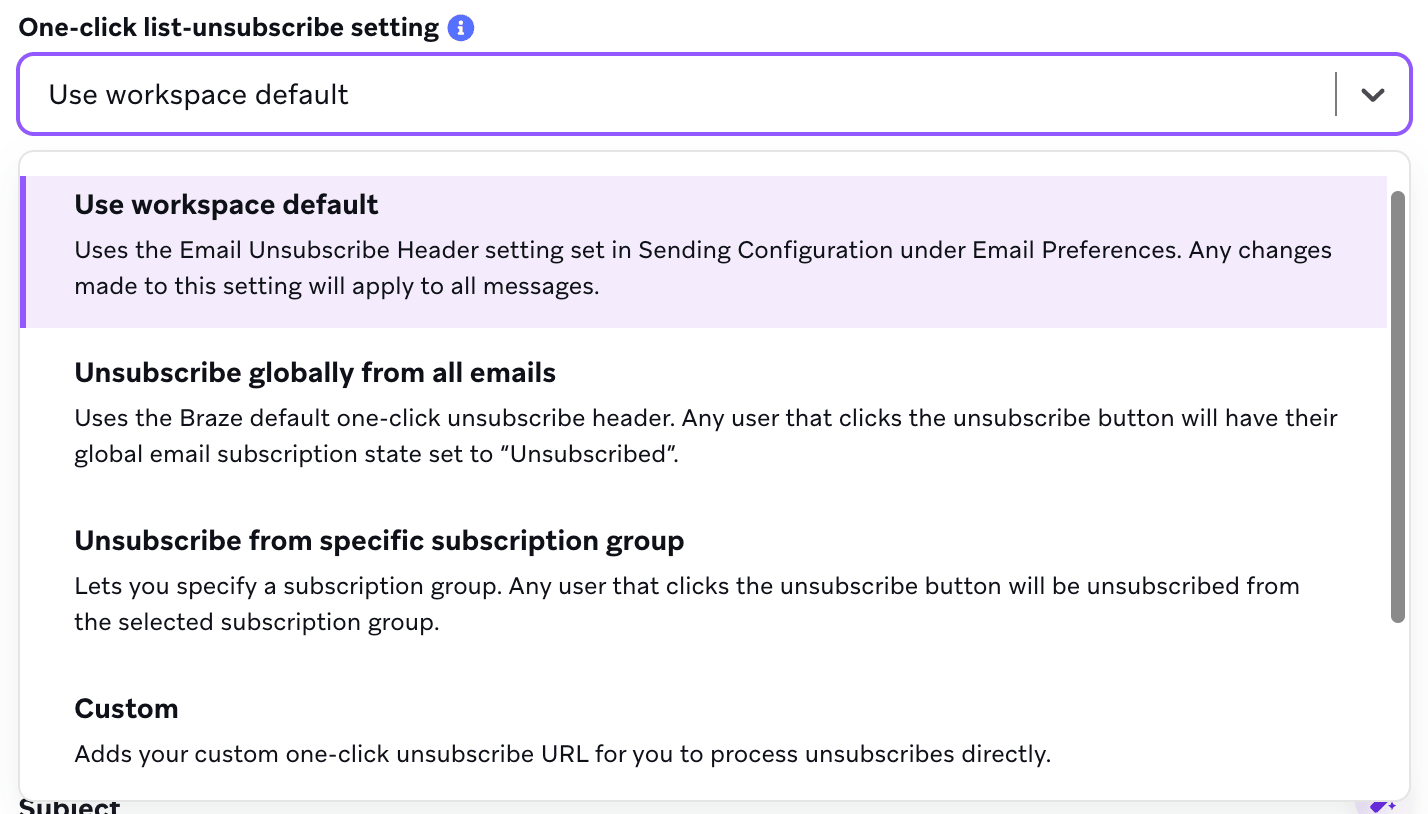 One-click list-unsubscribe setting
Use workspace default
Use workspace default
Uses the Email Unsubscribe Header setting set in Sending Configuration under Email Preferences. Any changes
made to this setting will apply to all messages.
Unsubscribe globally from all emails
Uses the Braze default one-click unsubscribe header. Any user that clicks the unsubscribe button will have their
global email subscription state set to “Unsubscribed”.
Unsubscribe from specific subscription group
Lets you specify a subscription group. Any user that clicks the unsubscribe button will be unsubscribed from
the selected subscription group.
Custom
Adds your custom one-click unsubscribe URL for you to process unsubscribes directly.
Subject